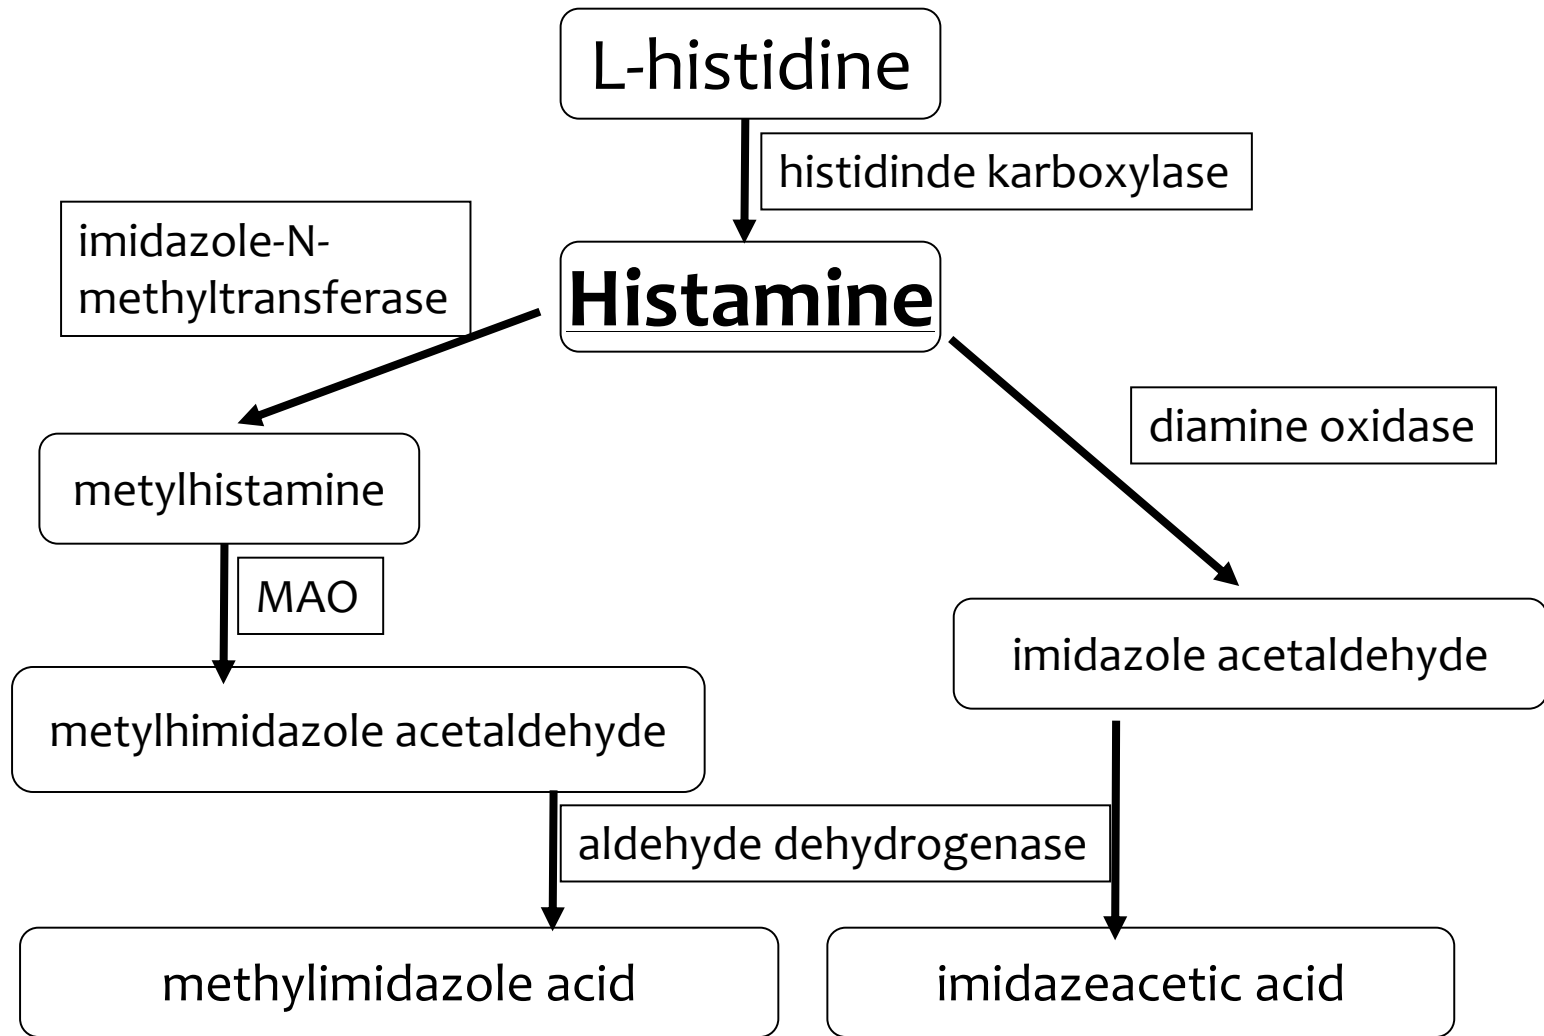 L-histidine
histidinde karboxylase
imidazole-N-
methyltransferase
Histamine
diamine oxidase
metylhistamine
MAO
imidazole acetaldehyde
metylhimidazole acetaldehyde
aldehyde dehydrogenase
methylimidazole acid
imidazeacetic acid